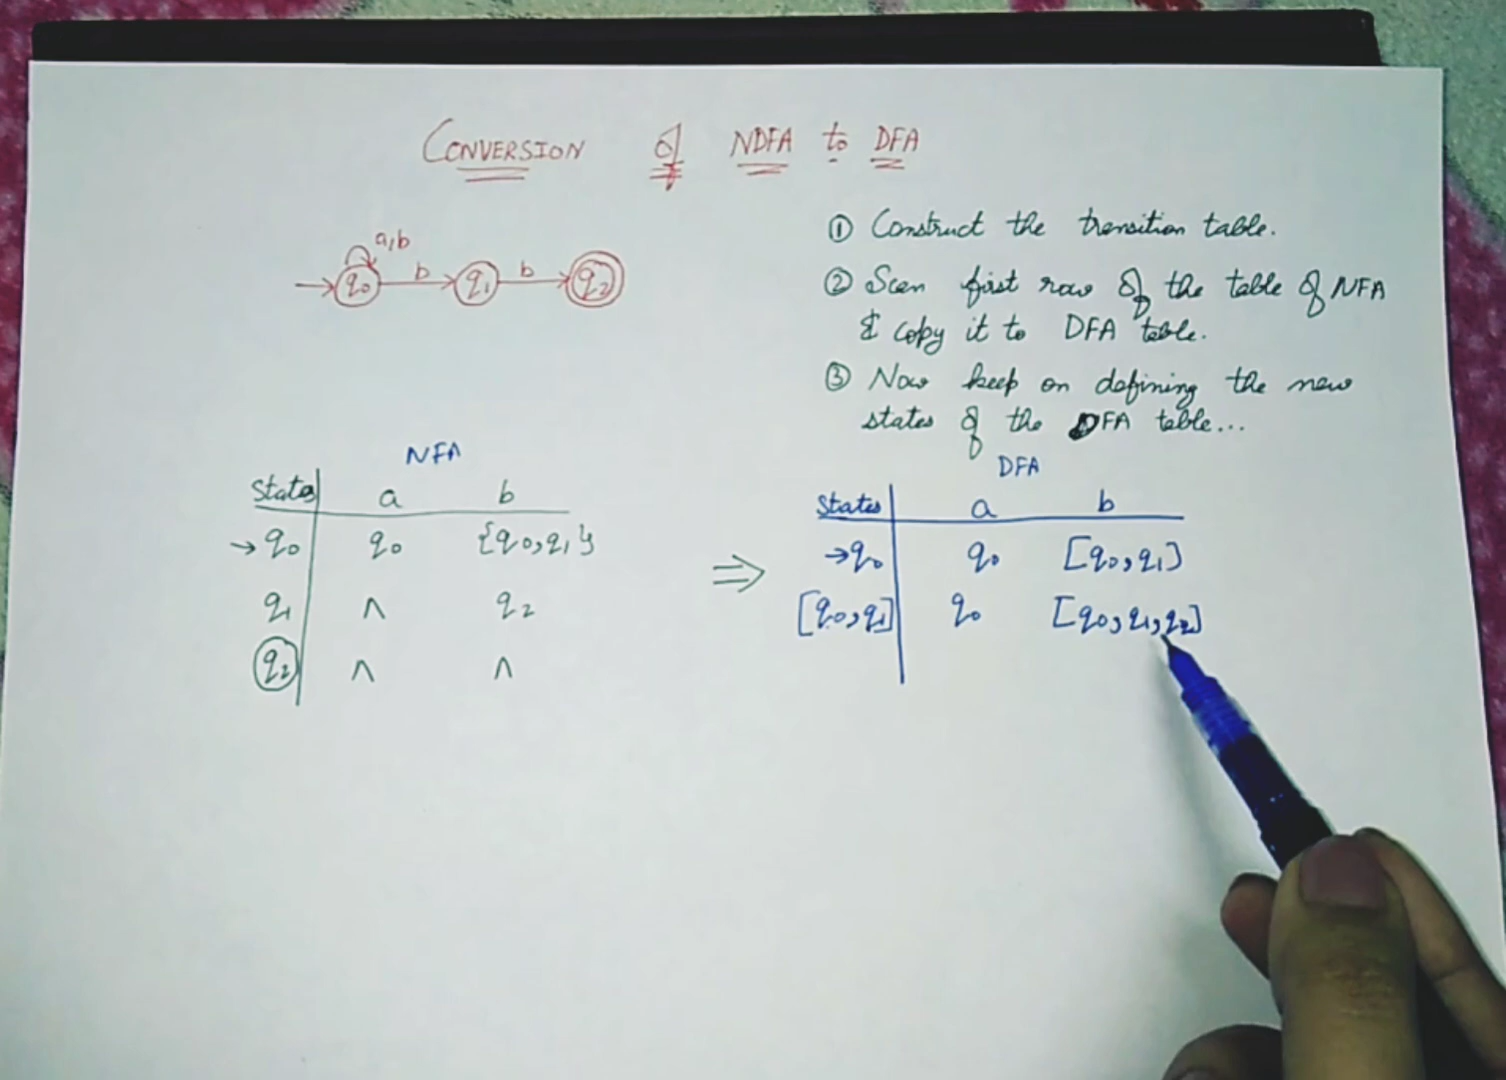 CONVERSION of NDFA to DFA
a,b
q0 b q1 b q2
① Construct the transition table.
② Scan first row of the table of NFA
& copy it to DFA table.
③ Now keep on defining the new
states of the DFA table...
NFA
States a b
→ q0 q0 {q0,q1}
q1 ∧ q2
q2 ∧ ∧
⇒
DFA
States a b
→q0 q0 [q0,q1]
[q0,q1] q0 [q0,q1,q2]